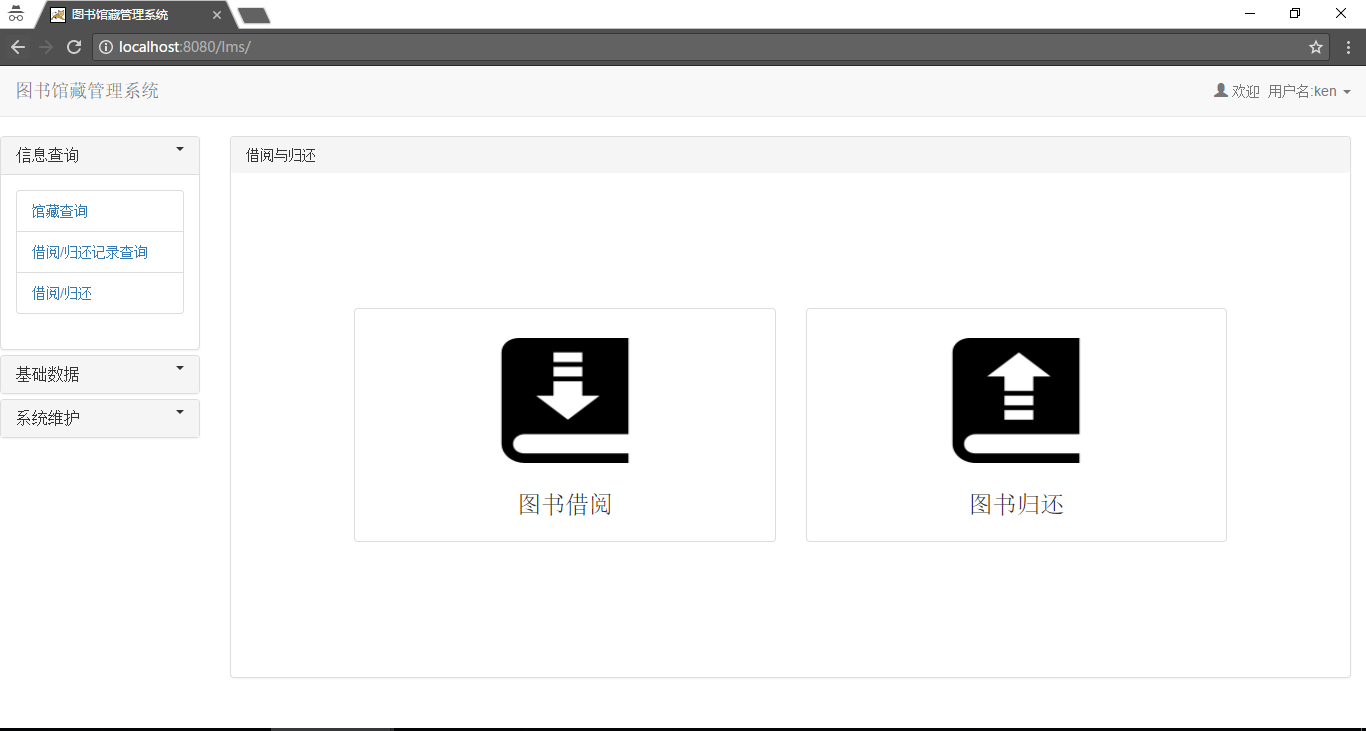 图书馆藏管理系统
localhost:8080/lms/
图书馆藏管理系统
欢迎 用户名:ken
信息查询
馆藏查询
借阅/归还记录查询
借阅/归还
基础数据
系统维护
借阅与归还
图书借阅
图书归还